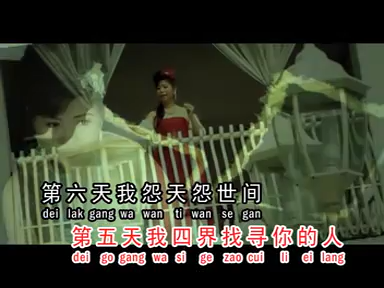 第六天我怨天怨世间
dei lak gang wa wan ti wan se gan
第五天我四界找寻你的人
dei go gang wa si ge zao cui li ei lang